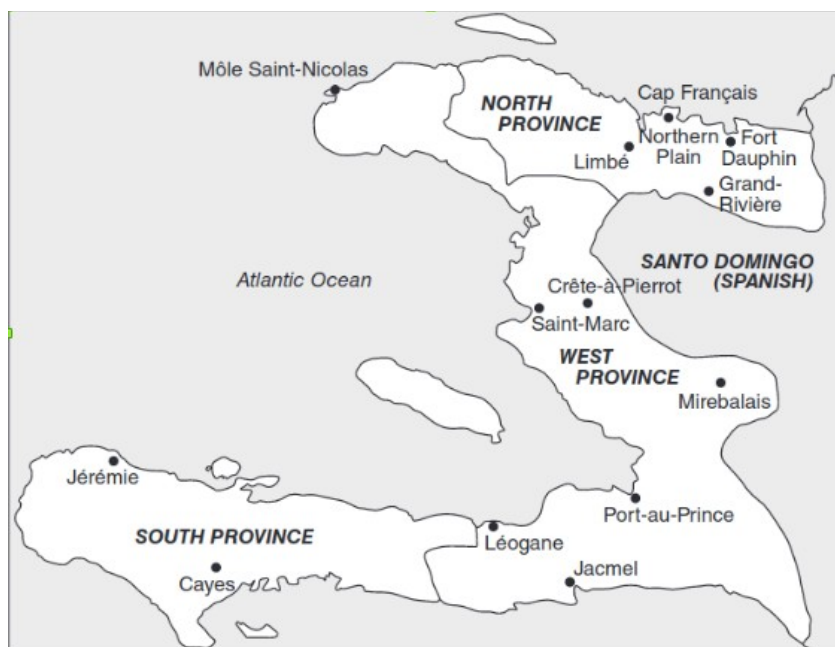 Môle Saint-Nicolas
NORTH
PROVINCE
Cap Français
Northern
Plain
Fort
Dauphin
Limbé
Grand-
Rivière
SANTO DOMINGO
(SPANISH)
Atlantic Ocean
Crête-à-Pierrot
Saint-Marc
WEST
PROVINCE
Mirebalais
Jérémie
Port-au-Prince
SOUTH PROVINCE
Léogane
Cayes
Jacmel